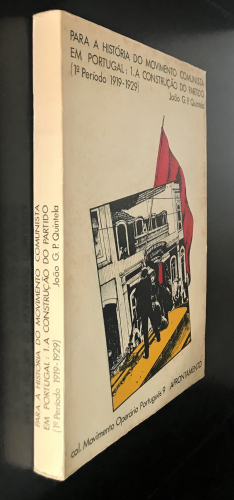 PARA A HISTÓRIA DO MOVIMENTO COMUNISTA
EM PORTUGAL: 1. A CONSTRUÇÃO DO PARTIDO
(1º Período 1919-1929)
João G. P. Quintela
col. Movimento Operário Português 9 AFRONTAMENTO
PARA A HISTÓRIA DO MOVIMENTO COMUNISTA
EM PORTUGAL: 1. A CONSTRUÇÃO DO PARTIDO
(1º Período 1919-1929) João G. P. Quintela